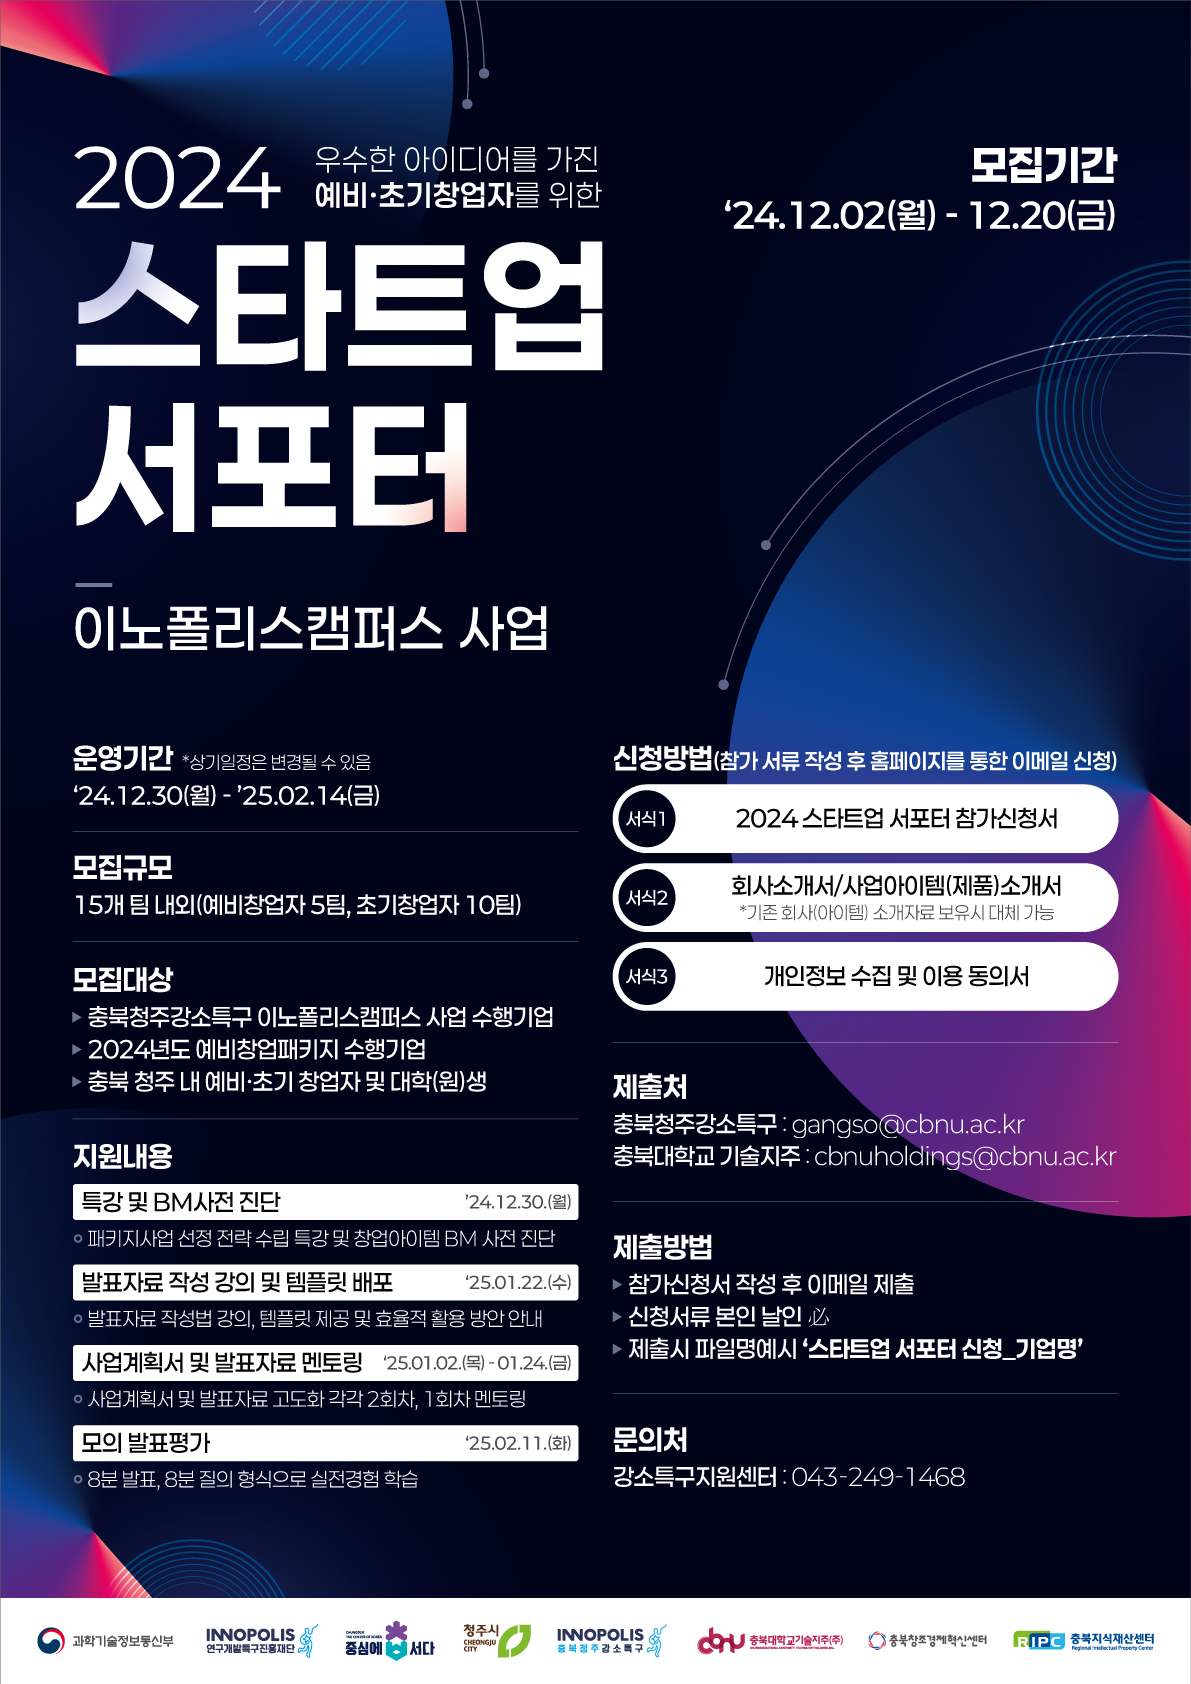 2024
우수한 아이디어를 가진
예비·초기창업자를 위한
스타트업
서포터
이노폴리스캠퍼스 사업
모집기간
‘24.12.02(월) - 12.20(금)
운영기간 *상기일정은 변경될 수 있음
‘24.12.30(월) - ’25.02.14(금)
모집규모
15개 팀 내외(예비창업자 5팀, 초기창업자 10팀)
모집대상
▶ 충북청주강소특구 이노폴리스캠퍼스 사업 수행기업
▶ 2024년도 예비창업패키지 수행기업
▶ 충북 청주 내 예비·초기 창업자 및 대학(원)생
지원내용
특강 및 BM사전 진단 ’24.12.30.(월)
패키지사업 선정 전략 수립 특강 및 창업아이템 BM 사전 진단
발표자료 작성 강의 및 템플릿 배포 ‘25.01.22.(수)
발표자료 작성법 강의, 템플릿 제공 및 효율적 활용 방안 안내
사업계획서 및 발표자료 멘토링 ‘25.01.02.(목) - 01.24.(금)
사업계획서 및 발표자료 고도화 각각 2회차, 1회차 멘토링
모의 발표평가 ‘25.02.11.(화)
8분 발표, 8분 질의 형식으로 실전경험 학습
신청방법(참가 서류 작성 후 홈페이지를 통한 이메일 신청)
서식1 2024 스타트업 서포터 참가신청서
서식2 회사소개서/사업아이템(제품)소개서
*기존 회사(아이템) 소개자료 보유시 대체 가능
서식3 개인정보 수집 및 이용 동의서
제출처
충북청주강소특구 : gangso@cbnu.ac.kr
충북대학교 기술지주 : cbnuholdings@cbnu.ac.kr
제출방법
▶ 참가신청서 작성 후 이메일 제출
▶ 신청서류 본인 날인 必
▶ 제출시 파일명예시 ‘스타트업 서포터 신청_기업명’
문의처
강소특구지원센터 : 043-249-1468
과학기술정보통신부
INNOPOLIS
연구개발특구진흥재단
CHUNGBUK
THE CENTER OF KOREA
중심에 서다
청주시
CHEONGJU
CITY
INNOPOLIS
충북청주강소특구
cbnu 충북대학교기술지주(주)
충북창조경제혁신센터
RIPC 충북지식재산센터
Regional Intellectual Property Center